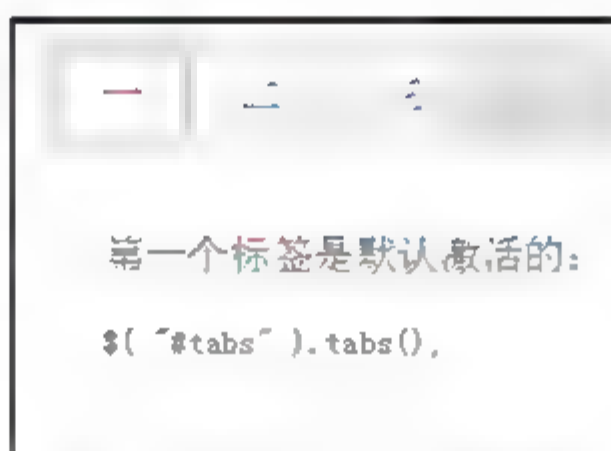 一 二
第一个标签是默认激活的:
$( "#tabs" ).tabs();